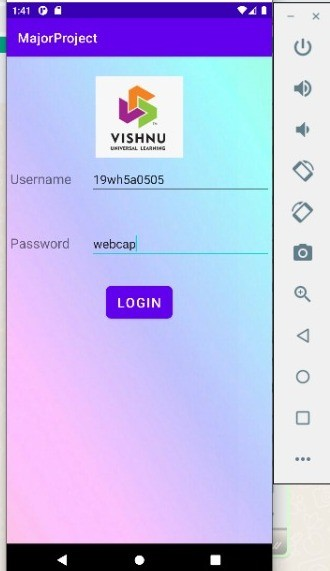 1:41
MajorProject
VISHNU
UNIVERSAL LEARNING
Username 19wh5a0505
Password webcap
LOGIN